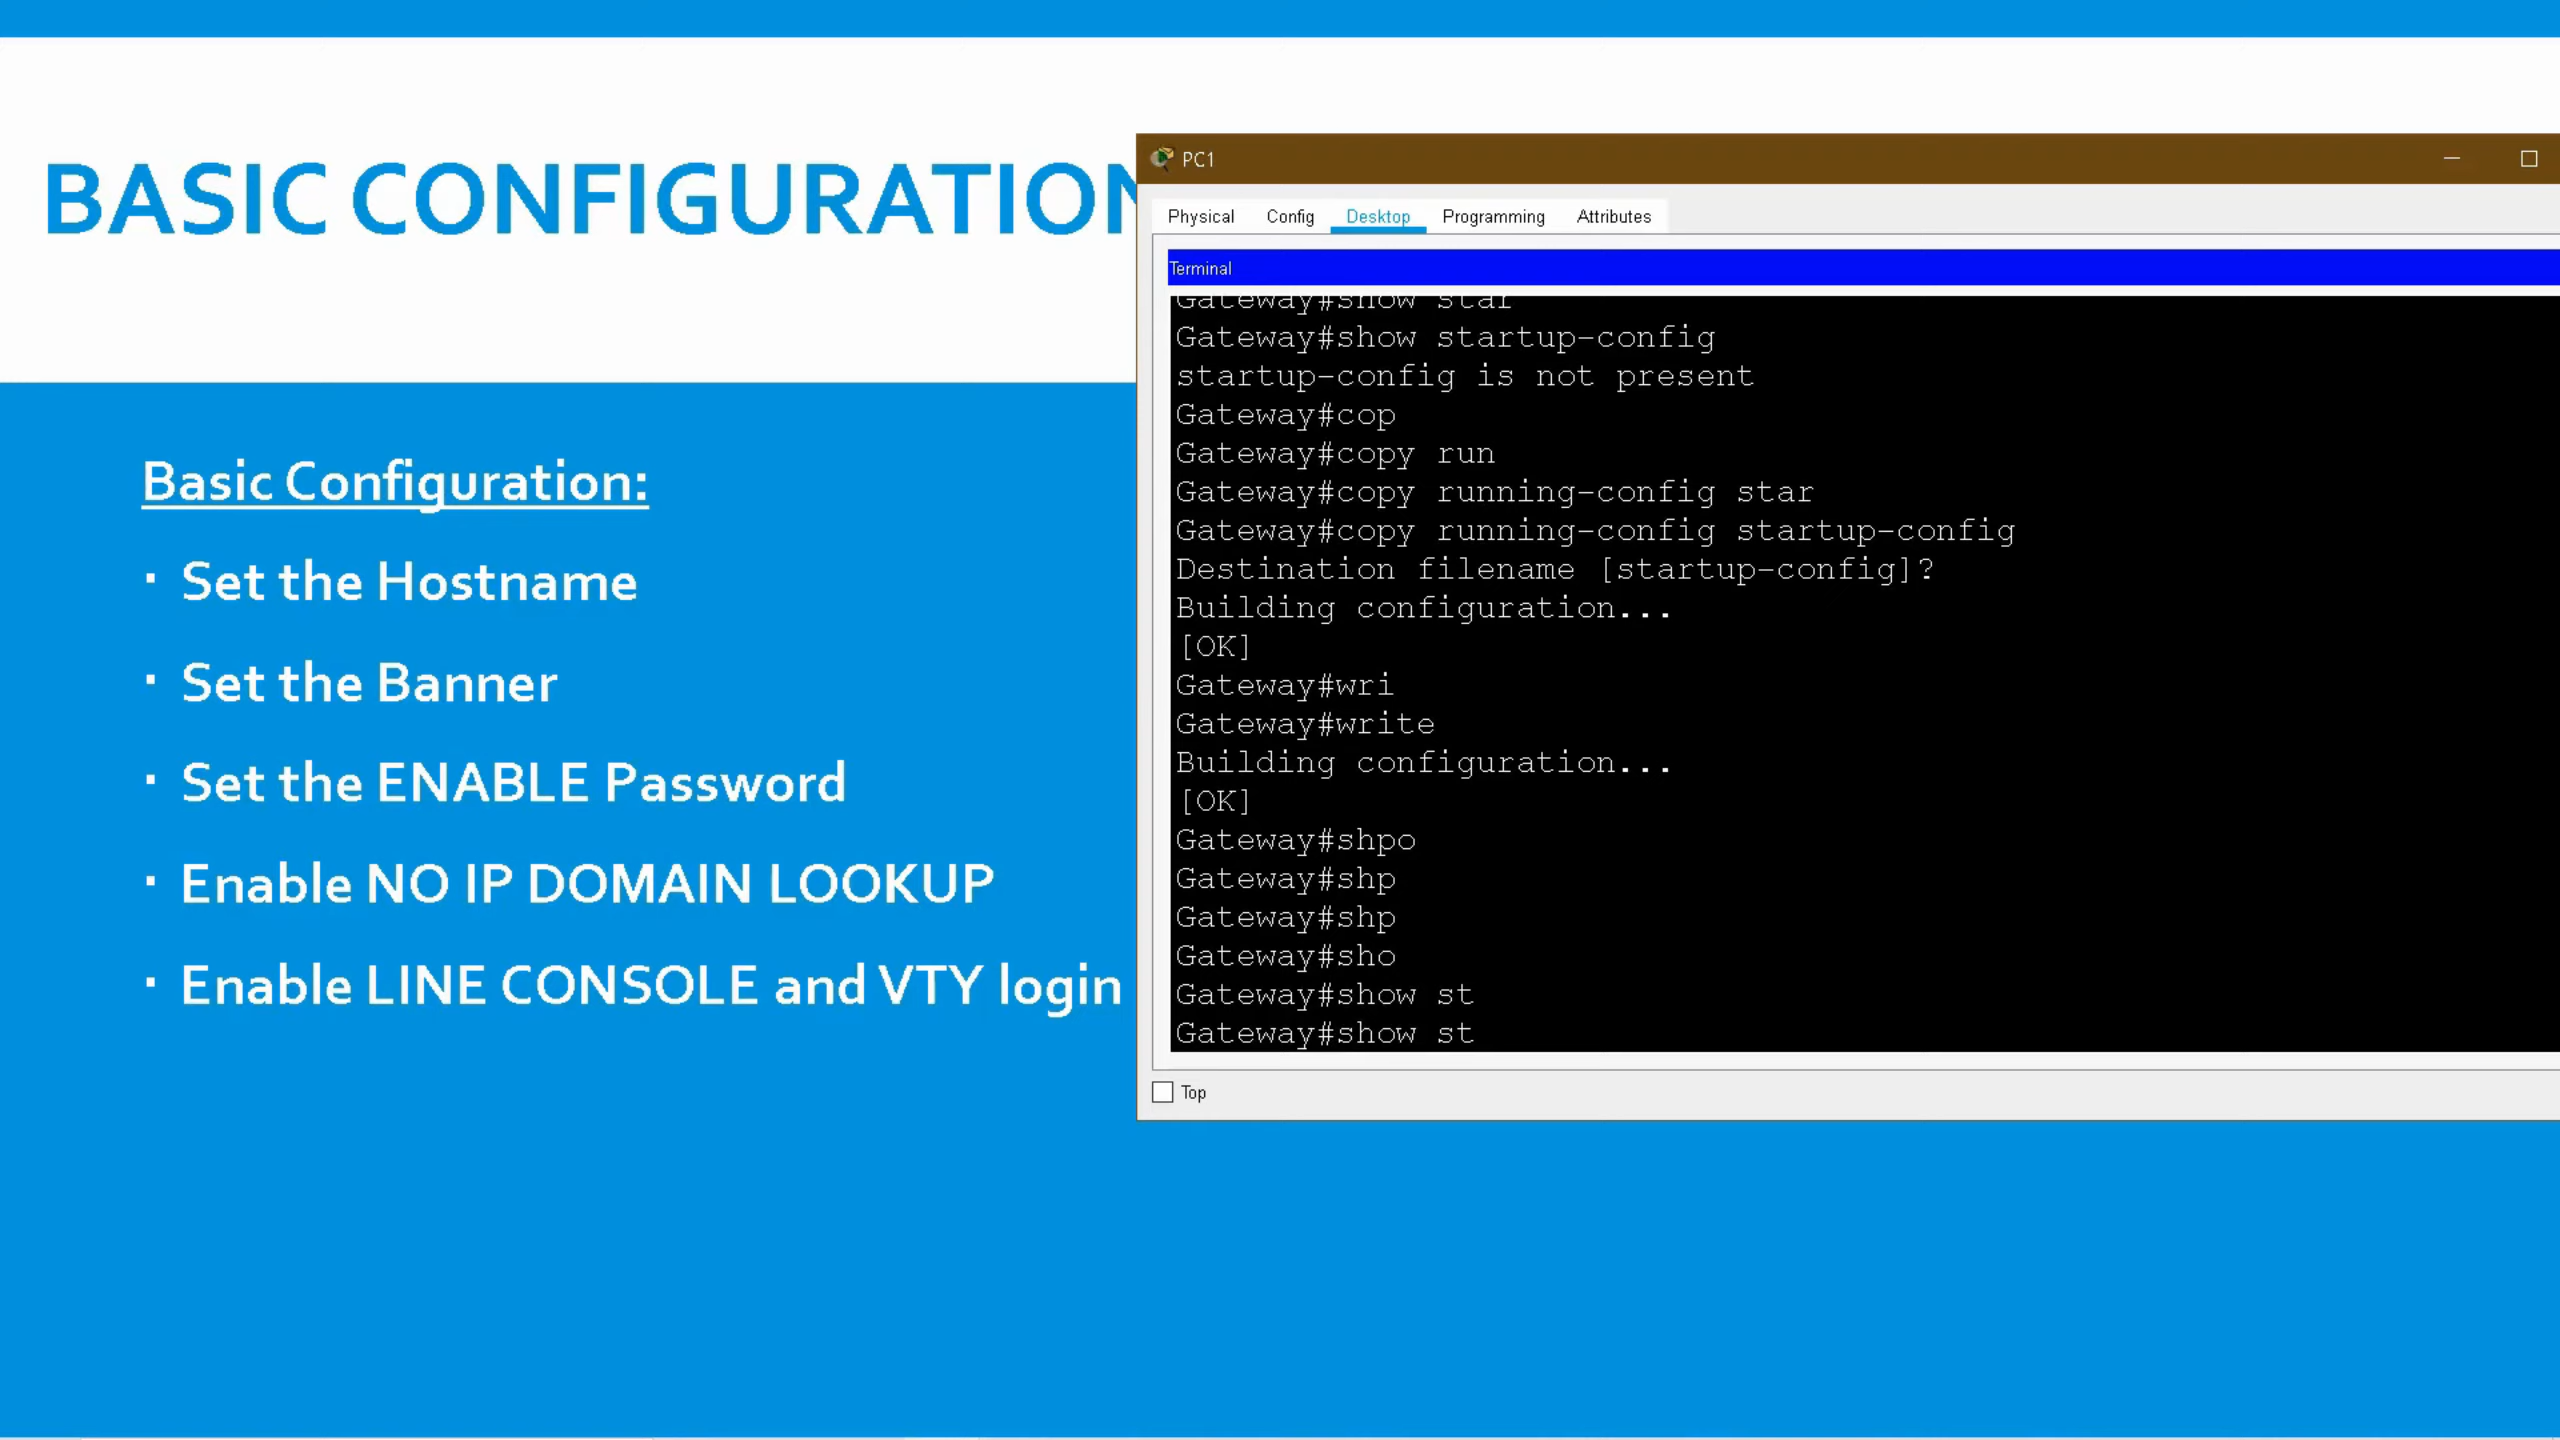 BASIC CONFIGURATION
Basic Configuration:
· Set the Hostname
· Set the Banner
· Set the ENABLE Password
· Enable NO IP DOMAIN LOOKUP
· Enable LINE CONSOLE and VTY login
PC1
Physical Config Desktop Programming Attributes
Terminal
Gateway#show star
Gateway#show startup-config
startup-config is not present
Gateway#cop
Gateway#copy run
Gateway#copy running-config star
Gateway#copy running-config startup-config
Destination filename [startup-config]?
Building configuration...
[OK]
Gateway#wri
Gateway#write
Building configuration...
[OK]
Gateway#shpo
Gateway#shp
Gateway#shp
Gateway#sho
Gateway#show st
Gateway#show st
Top